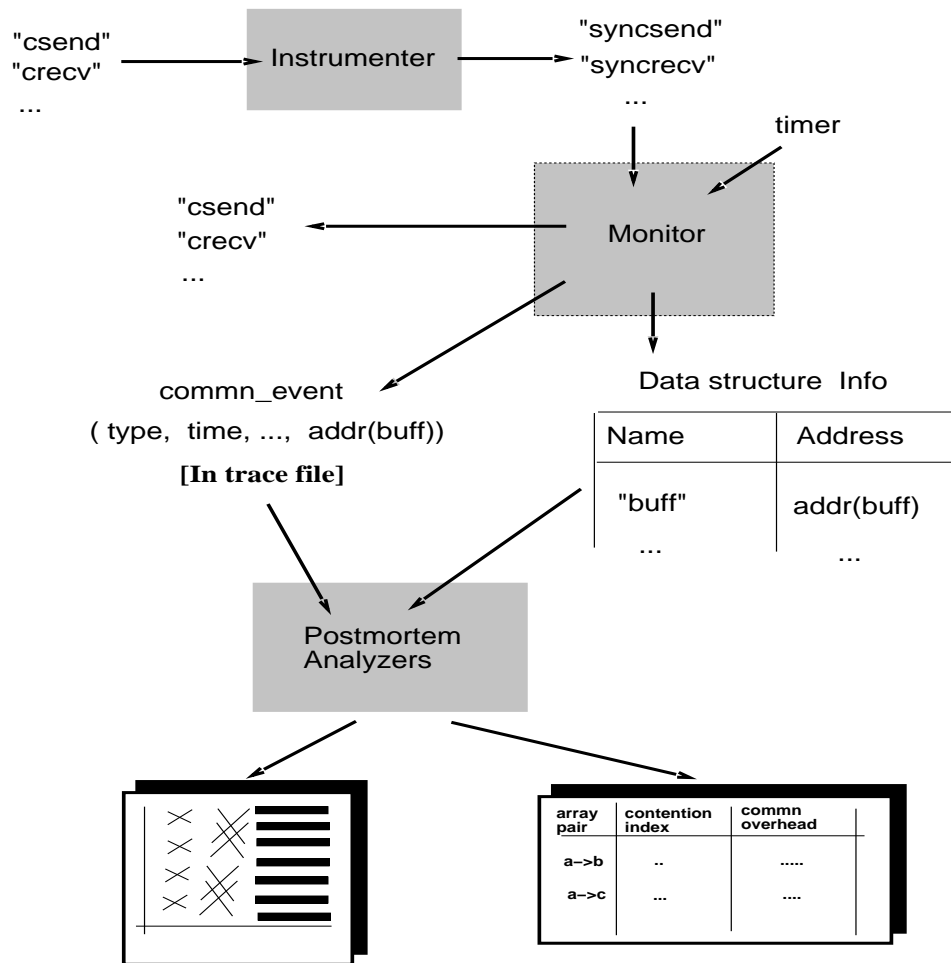 "csend"
"crecv"
...
Instrumenter
"syncsend"
"syncrecv"
...
timer
"csend"
"crecv"
...
Monitor
commn_event
( type, time, ..., addr(buff))
[In trace file]
Data structure Info
Name Address
"buff" addr(buff)
... ...
Postmortem
Analyzers
array pair contention index commn overhead
a->b .. .....
a->c ... ....